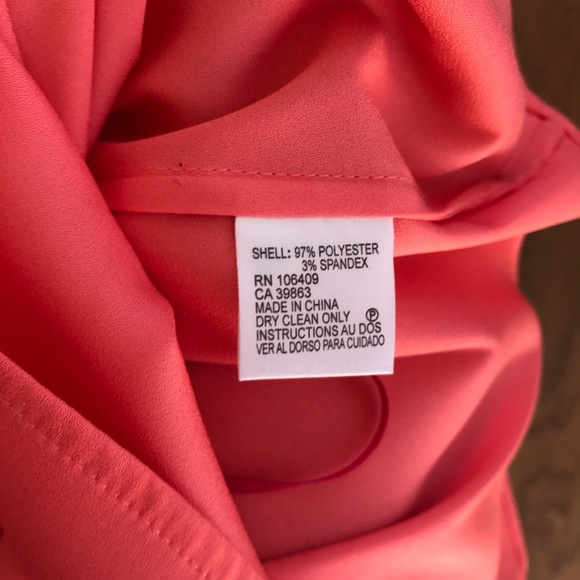 SHELL: 97% POLYESTER
3% SPANDEX
RN 106409
CA 39863
MADE IN CHINA
DRY CLEAN ONLY Ⓟ
INSTRUCTIONS AU DOS
VER AL DORSO PARA CUIDADO